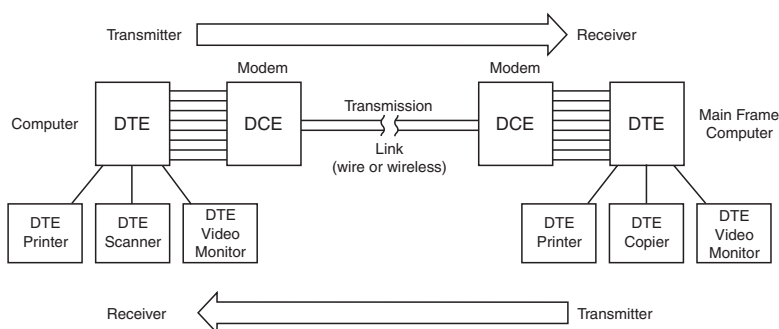 Transmitter
Receiver
Modem
Modem
Computer
DTE
DCE
Transmission
Link
(wire or wireless)
DCE
DTE
Main Frame
Computer
DTE
Printer
DTE
Scanner
DTE
Video
Monitor
DTE
Printer
DTE
Copier
DTE
Video
Monitor
Receiver
Transmitter